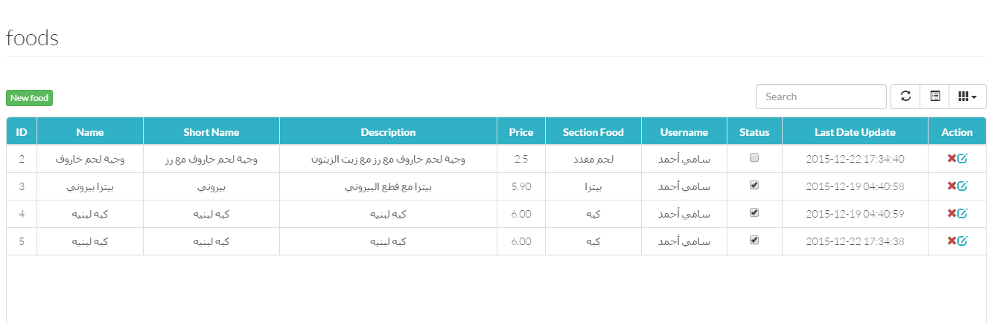 foods
New food
Search
ID Name Short Name Description Price Section Food Username Status Last Date Update Action
2 وجبة لحم خاروف وجبة لحم خاروف مع رز وجبة لحم خاروف مع رز مع زيت الزيتون 2.5 لحم مقدد سامي أحمد 2015-12-22 17:34:40
3 بيتزا بيروني بيروني بيتزا مع قطع البيروني 5.90 بيتزا سامي أحمد 2015-12-19 04:40:58
4 كبه لبنيه كبه لبنيه كبه لبنيه 6.00 كبه سامي أحمد 2015-12-19 04:40:59
5 كبه لبنيه كبه لبنيه كبه لبنيه 6.00 كبه سامي أحمد 2015-12-22 17:34:38